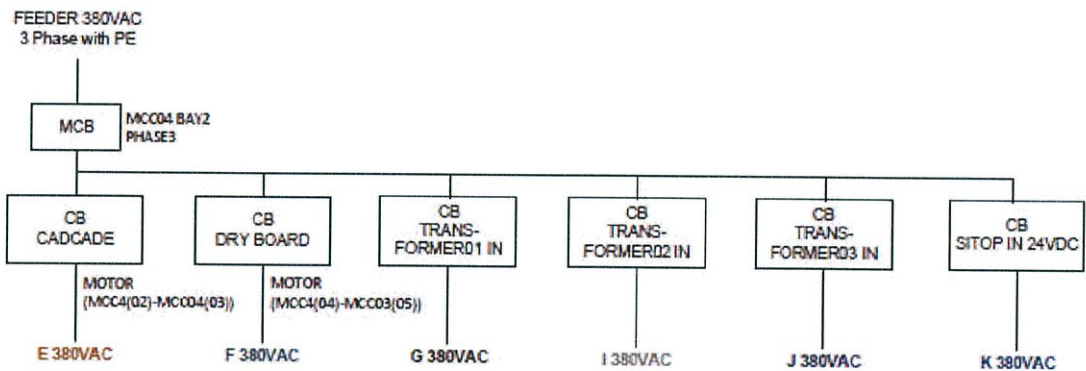 FEEDER 380VAC
3 Phase with PE
MCB
MCC04 BAY2
PHASE3
CB
CADCADE
CB
DRY BOARD
CB
TRANS-
FORMER01 IN
CB
TRANS-
FORMER02 IN
CB
TRANS-
FORMER03 IN
CB
SITOP IN 24VDC
MOTOR
(MCC4(02)-MCC04(03))
MOTOR
(MCC4(04)-MCC03(05))
E 380VAC
F 380VAC
G 380VAC
I 380VAC
J 380VAC
K 380VAC